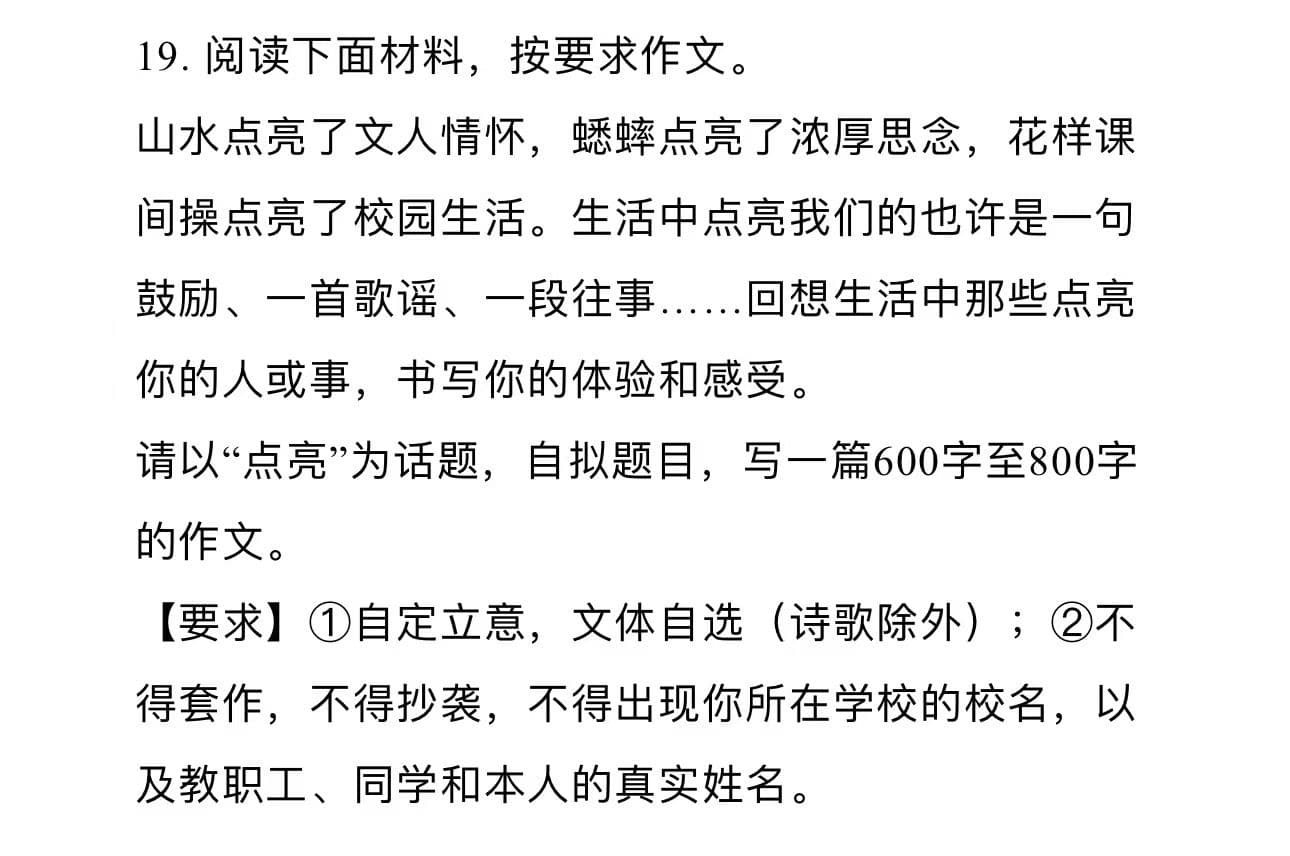 19. 阅读下面材料，按要求作文。
山水点亮了文人情怀，蟋蟀点亮了浓厚思念，花样课
间操点亮了校园生活。生活中点亮我们的也许是一句
鼓励、一首歌谣、一段往事……回想生活中那些点亮
你的人或事，书写你的体验和感受。
请以“点亮”为话题，自拟题目，写一篇600字至800字
的作文。
【要求】①自定立意，文体自选（诗歌除外）；②不
得套作，不得抄袭，不得出现你所在学校的校名，以
及教职工、同学和本人的真实姓名。